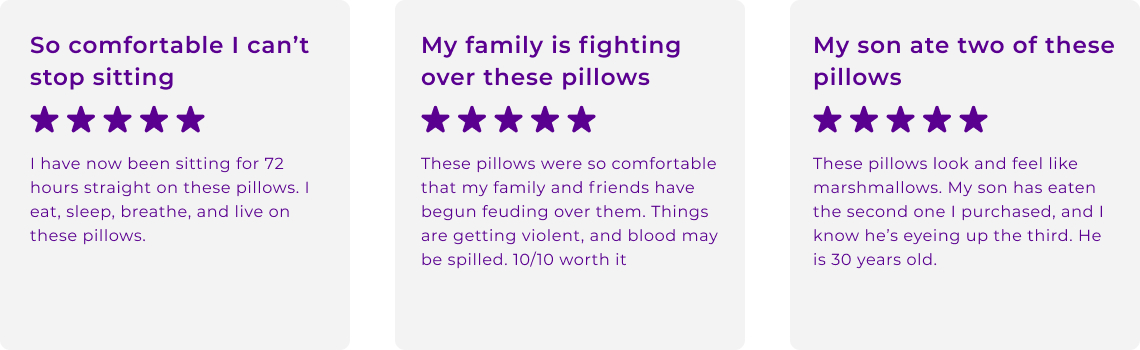 So comfortable I can’t
stop sitting
I have now been sitting for 72
hours straight on these pillows. I
eat, sleep, breathe, and live on
these pillows.
My family is fighting
over these pillows
These pillows were so comfortable
that my family and friends have
begun feuding over them. Things
are getting violent, and blood may
be spilled. 10/10 worth it
My son ate two of these
pillows
These pillows look and feel like
marshmallows. My son has eaten
the second one I purchased, and I
know he’s eyeing up the third. He
is 30 years old.